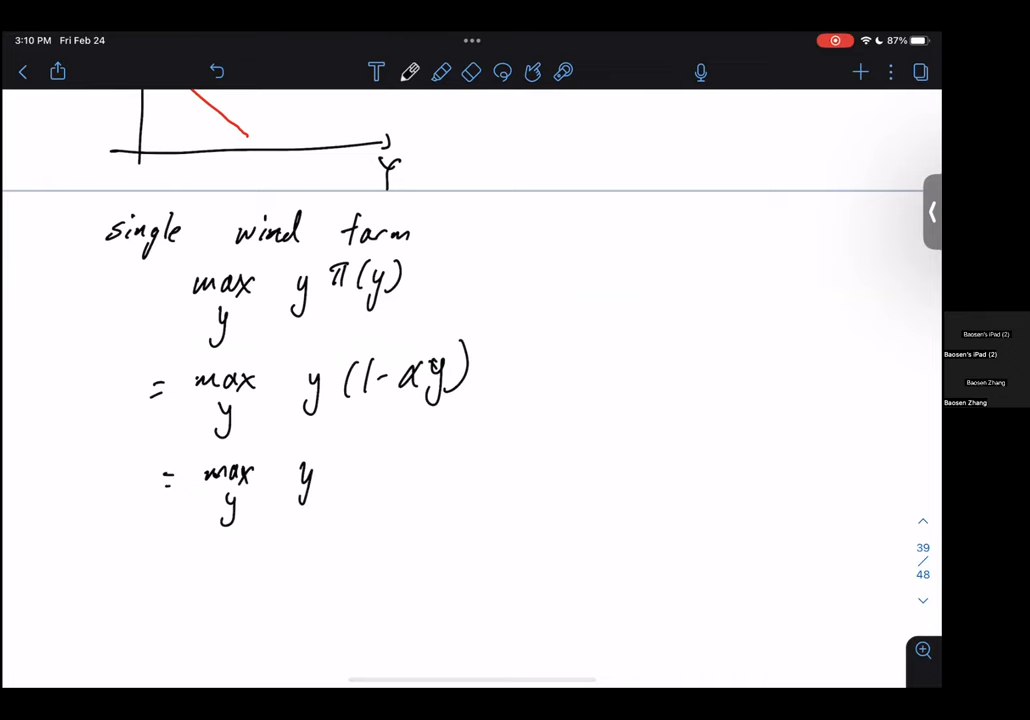 3:10 PM Fri Feb 24
87%
Y
single wind farm
max y π(y)
y
= max y (1-αy)
y
= max y
y
39
/
48
Baosen's iPad (2)
Baosen's iPad (2)
Baosen Zhang
Baosen Zhang